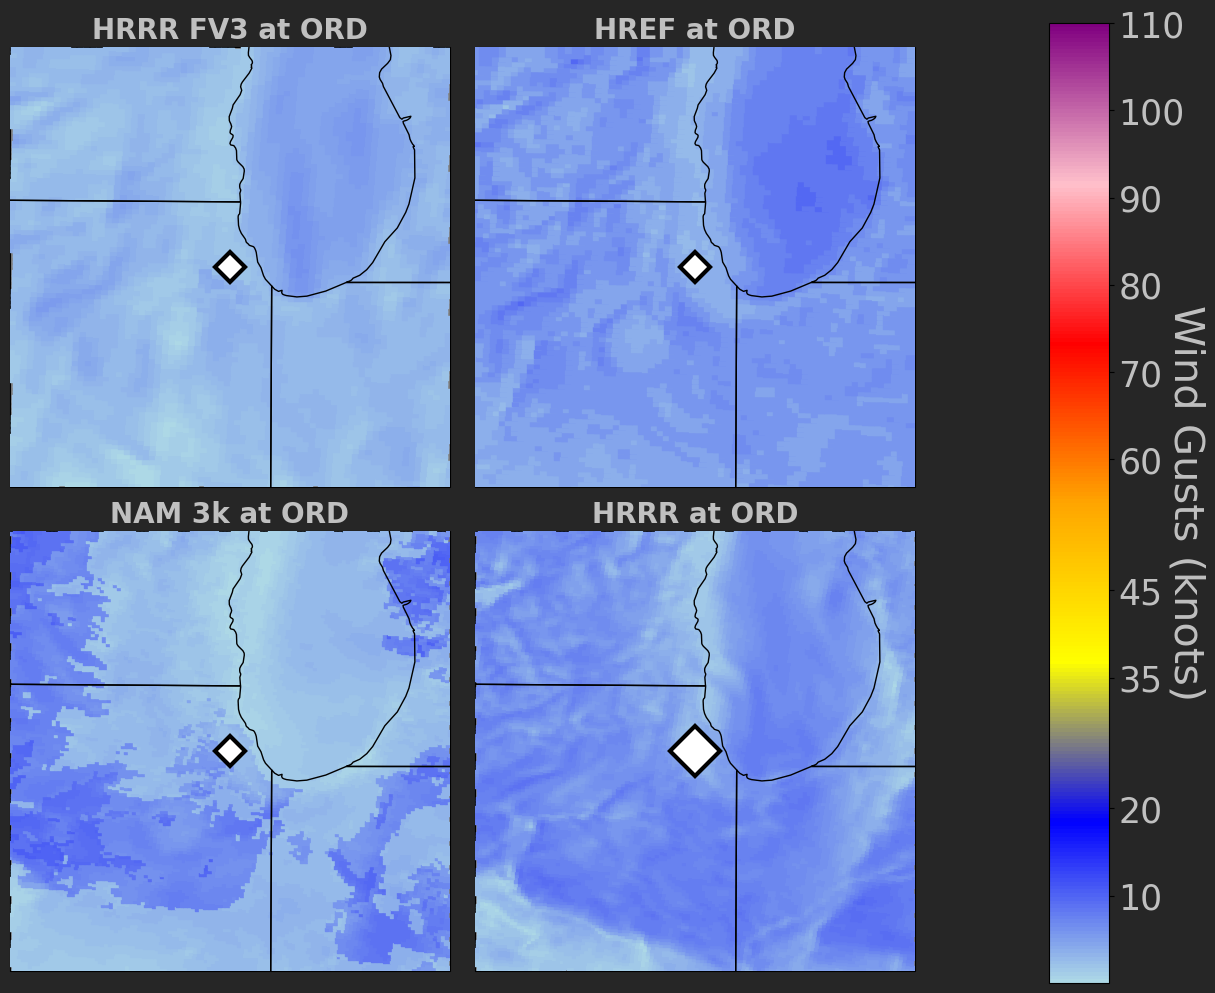 HRRR FV3 at ORD
HREF at ORD
NAM 3k at ORD
HRRR at ORD
110
100
90
80
70
60
45
35
20
10
Wind Gusts (knots)